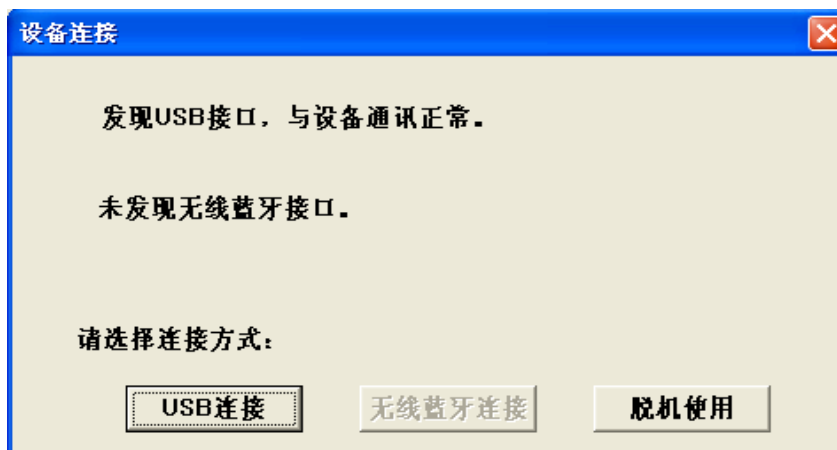 设备连接
发现USB接口，与设备通讯正常。
未发现无线蓝牙接口。
请选择连接方式：
USB连接 无线蓝牙连接 脱机使用